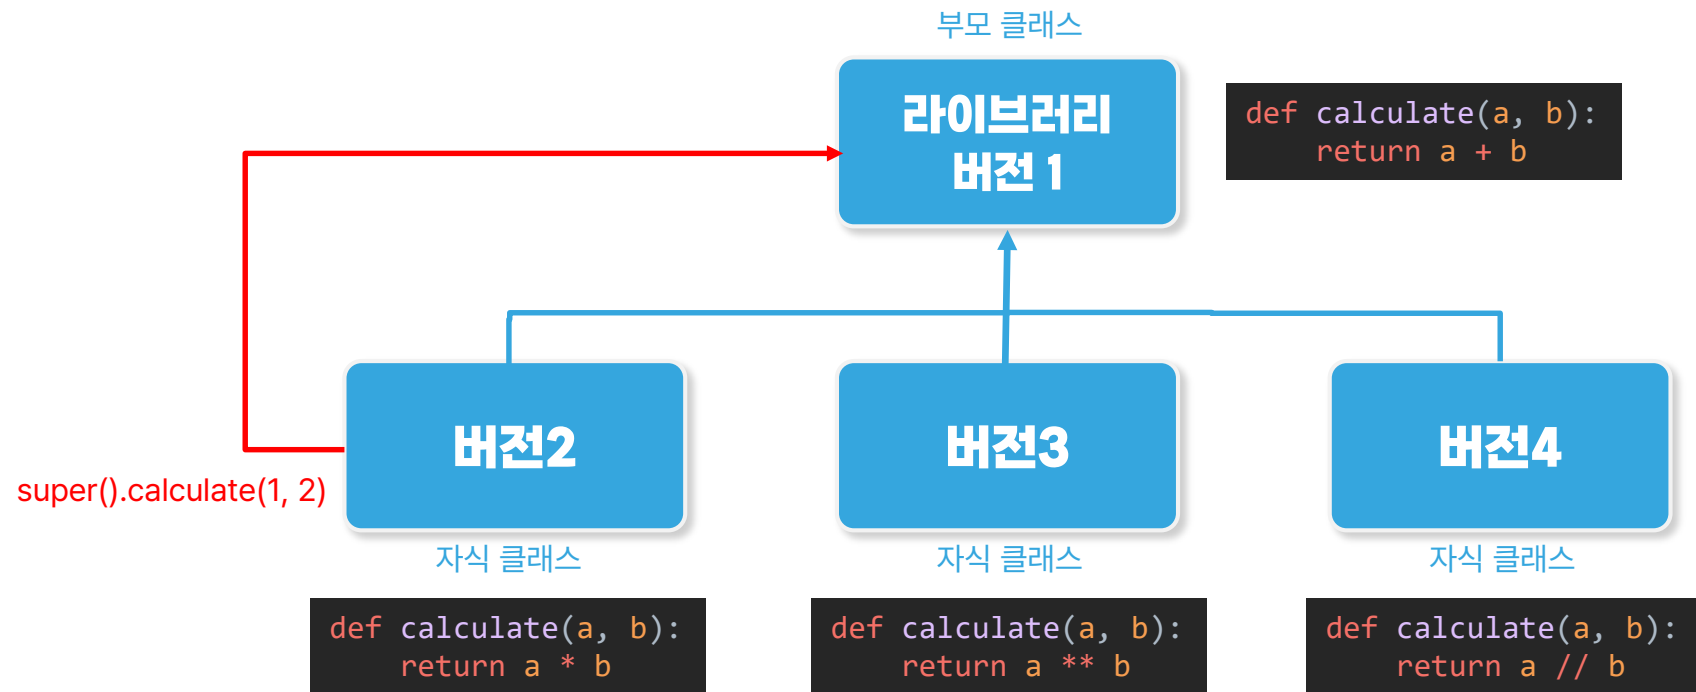 부모 클래스
라이브러리
버전 1
def calculate(a, b):
    return a + b
super().calculate(1, 2)
버전2
버전3
버전4
자식 클래스
자식 클래스
자식 클래스
def calculate(a, b):
    return a * b
def calculate(a, b):
    return a ** b
def calculate(a, b):
    return a // b